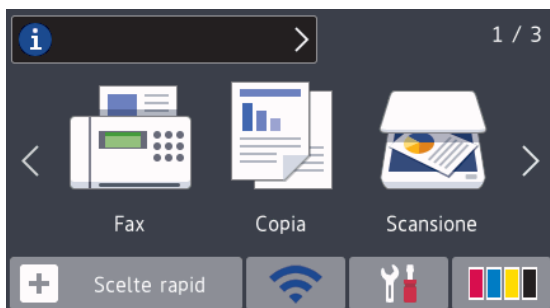 i
1 / 3
Fax
Copia
Scansione
Scelte rapid